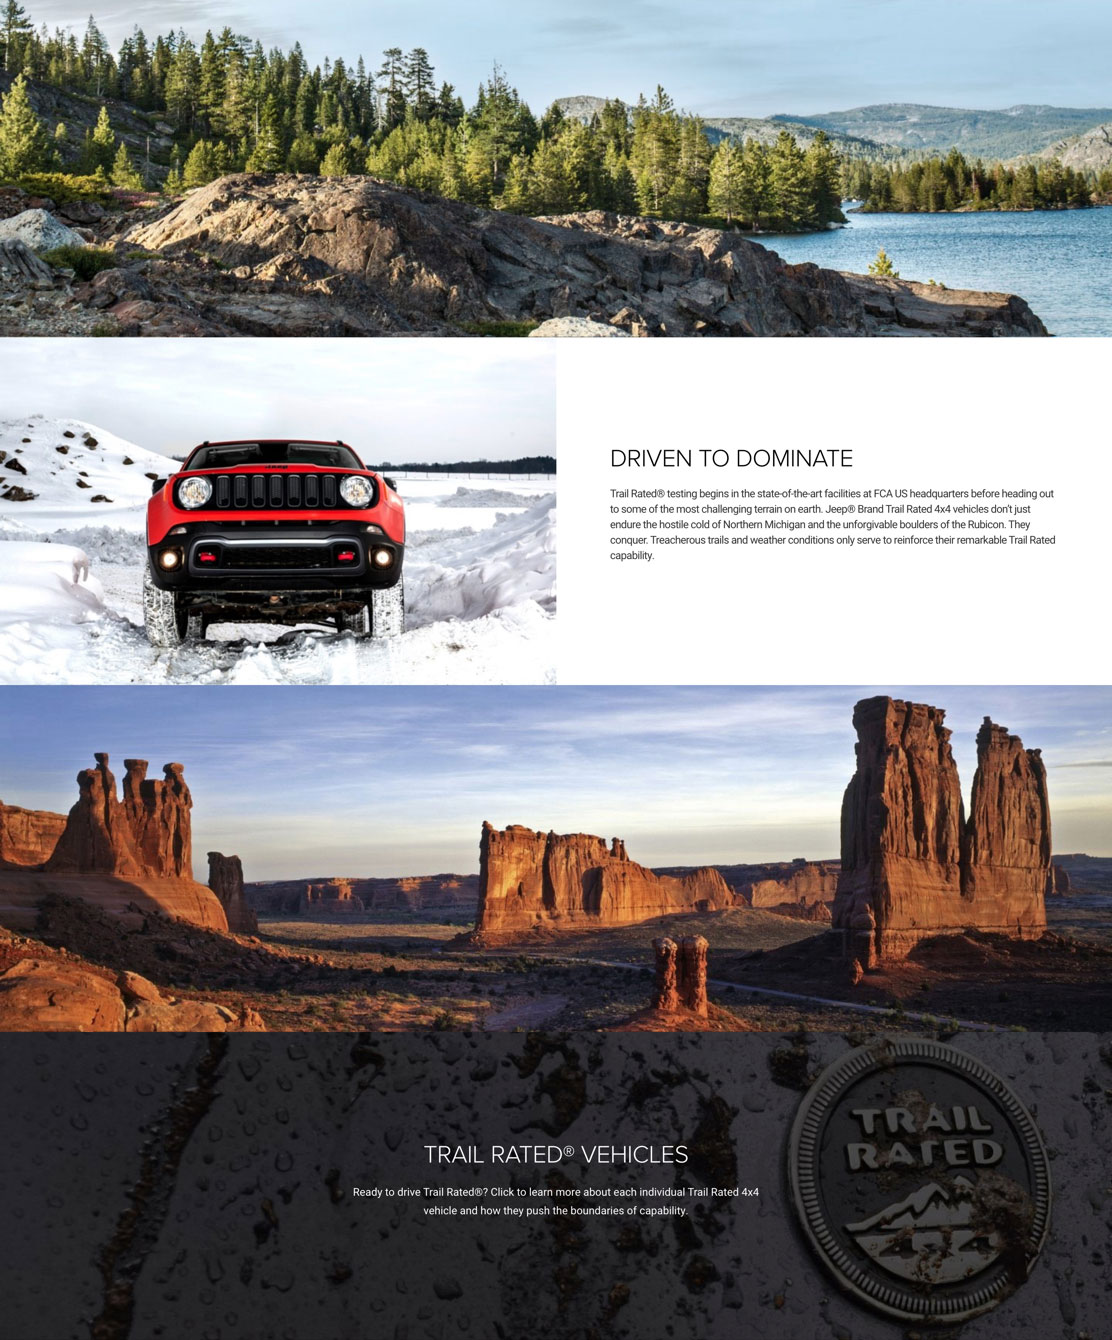 Jeep
DRIVEN TO DOMINATE
Trail Rated® testing begins in the state-of-the-art facilities at FCA US headquarters before heading out
to some of the most challenging terrain on earth. Jeep® Brand Trail Rated 4x4 vehicles don't just
endure the hostile cold of Northern Michigan and the unforgivable boulders of the Rubicon. They
conquer. Treacherous trails and weather conditions only serve to reinforce their remarkable Trail Rated
capability.
TRAIL
RATED
4x4
TRAIL RATED® VEHICLES
Ready to drive Trail Rated®? Click to learn more about each individual Trail Rated 4x4
vehicle and how they push the boundaries of capability.